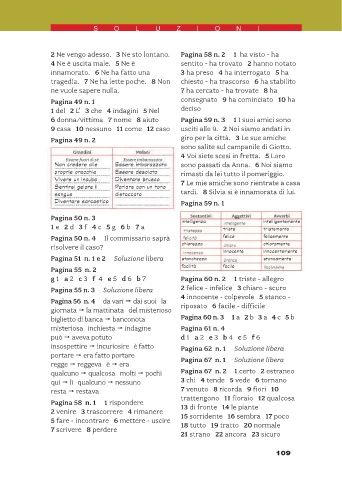 SOLUZIONI
2 Ne vengo adesso. 3 Ne sto lontano.
4 Ne è uscita male. 5 Ne è
innamorato. 6 Ne ha fatto una
tragedia. 7 Ne ha lette poche. 8 Non
ne vuole sapere nulla.
Pagina 49 n. 1
1 del 2 L' 3 che 4 indagini 5 Nel
6 donna/vittima 7 nome 8 aiuto
9 casa 10 nessuno 11 come 12 caso
Pagina 49 n. 2
Essere fuori di sé
Non credere alle
proprie orecchie
Vivere un incubo
Sentirsi gelare il
sangue
Diventare sarcastico
Essere imbarazzato
Essere desolato
Diventare brusco
Parlare con un tono
distaccato
Pagina 50 n. 3
1 e 2 d 3 f 4 c 5 g 6 b 7 a
Pagina 50 n. 4 Il commissario saprà
risolvere il caso?
Pagina 51 n. 1 e 2 Soluzione libera
Pagina 55 n. 2
g 1 a 2 c 3 f 4 e 5 d 6 b 7
Pagina 55 n. 3 Soluzione libera
Pagina 56 n. 4 da vari → dai suoi la
giornata → la mattinata del misterioso
biglietto di banca → banconota
misteriosa inchiesta → indagine
può → aveva potuto
insospettire → incuriosire è fatto
portare → era fatto portare
regge → reggeva è → era
qualcuno → qualcosa molti → pochi
qui → lì qualcuno → nessuno
resta → restava
Pagina 58 n. 1 1 rispondere
2 venire 3 trascorrere 4 rimanere
5 fare - incontrare 6 mettere - uscire
7 scrivere 8 perdere
Pagina 58 n. 2 1 ha visto - ha
sentito - ha trovato 2 hanno notato
3 ha preso 4 ha interrogato 5 ha
chiesto - ha trascorso 6 ha stabilito
7 ha cercato - ha trovato 8 ha
consegnato 9 ha cominciato 10 ha
deciso
Pagina 59 n. 3 1 I suoi amici sono
usciti alle 9. 2 Noi siamo andati in
giro per la città. 3 Le sue amiche
sono salite sul campanile di Giotto.
4 Voi siete scesi in fretta. 5 Loro
sono passati da Anna. 6 Noi siamo
rimasti da lei tutto il pomeriggio.
7 Le mie amiche sono rientrate a casa
tardi. 8 Silvia si è innamorata di lui.
Pagina 59 n. 1
Sostantivi Aggettivi Avverbi
intelligenza intelligente intelligentemente
tristezza triste tristemente
felicità felice felicemente
chiarezza chiaro chiaramente
innocenza innocente innocentemente
stanchezza stanco stancamente
facilità facile facilmente
Pagina 60 n. 2 1 triste - allegro
2 felice - infelice 3 chiaro - scuro
4 innocente - colpevole 5 stanco -
riposato 6 facile - difficile
Pagina 60 n. 3 1 a 2 b 3 a 4 c 5 b
Pagina 61 n. 4
d 1 a 2 e 3 b 4 c 5 f 6
Pagina 62 n. 1 Soluzione libera
Pagina 67 n. 1 Soluzione libera
Pagina 67 n. 2 1 certo 2 estraneo
3 chi 4 tende 5 vede 6 tornano
7 venuto 8 ricorda 9 fiori 10
trattengono 11 fioraio 12 qualcosa
13 di fronte 14 le piante
15 sorridente 16 sembra 17 poco
18 tutto 19 tratto 20 normale
21 strano 22 ancora 23 sicuro
109